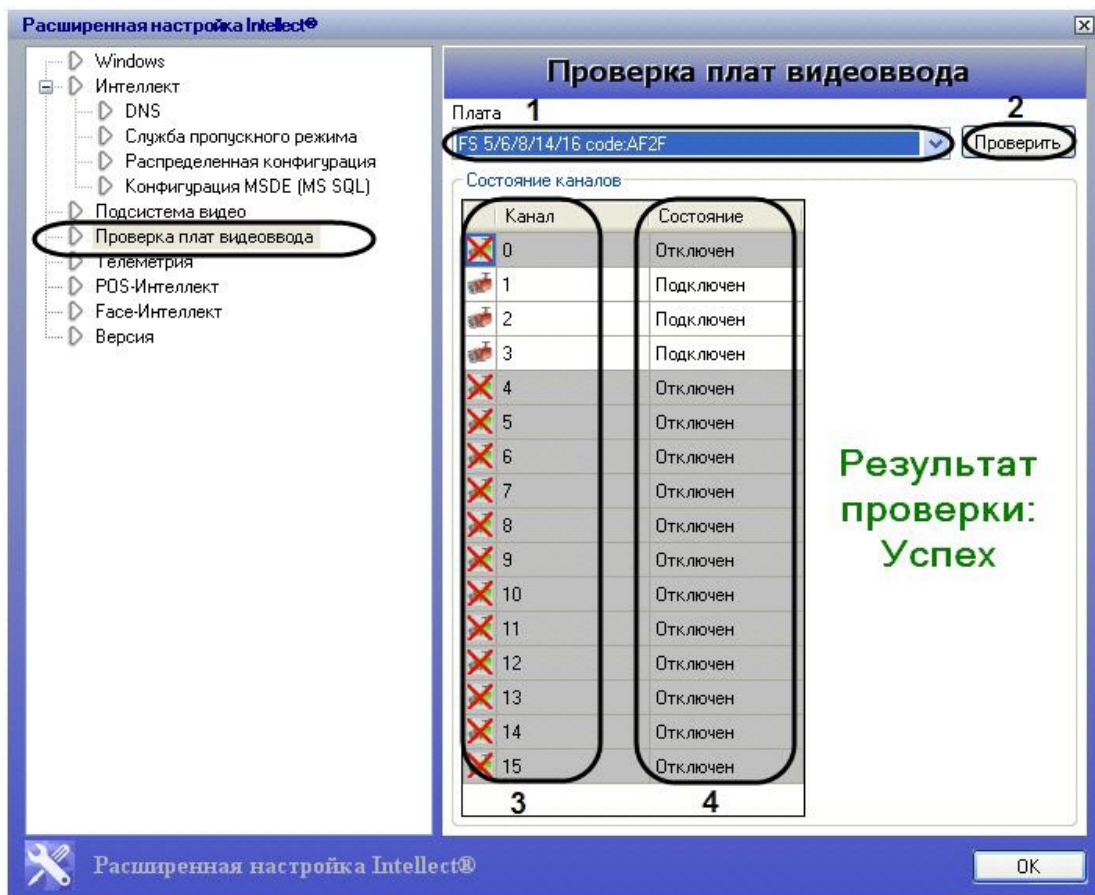 Расширенная настройка Intellect®
Windows
Интеллект
DNS
Служба пропускного режима
Распределенная конфигурация
Конфигурация MSDE (MS SQL)
Подсистема видео
Проверка плат видеоввода
Телеметрия
POS-Интеллект
Face-Интеллект
Версия
Проверка плат видеоввода
Плата 1 2
FS 5/6/8/14/16 code:AF2F Проверить
Состояние каналов
Канал Состояние
0 Отключен
1 Подключен
2 Подключен
3 Подключен
4 Отключен
5 Отключен
6 Отключен
7 Отключен
8 Отключен
9 Отключен
10 Отключен
11 Отключен
12 Отключен
13 Отключен
14 Отключен
15 Отключен
3 4
Результат
проверки:
Успех
Расширенная настройка Intellect®
OK